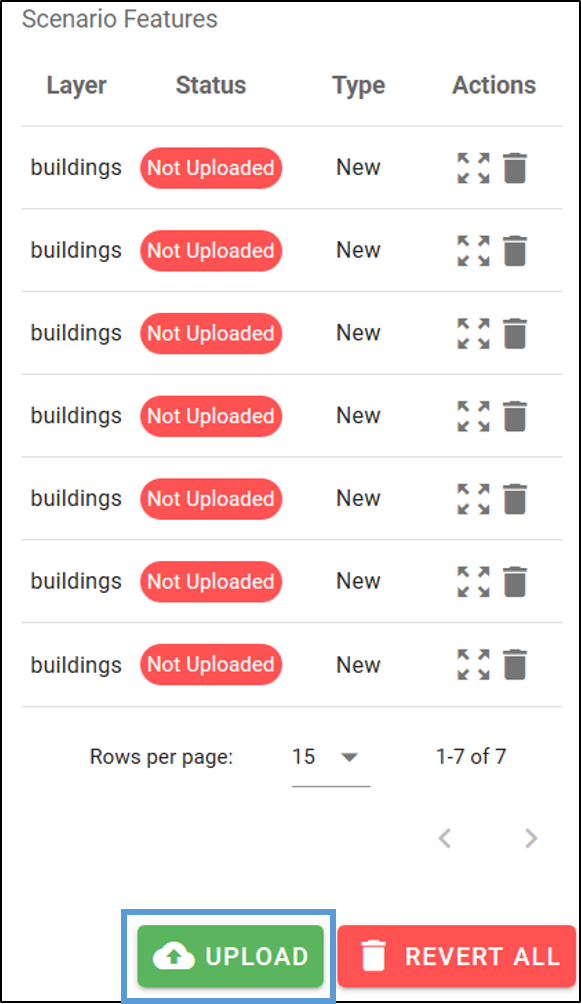 Scenario Features
Layer Status Type Actions
buildings Not Uploaded New
buildings Not Uploaded New
buildings Not Uploaded New
buildings Not Uploaded New
buildings Not Uploaded New
buildings Not Uploaded New
buildings Not Uploaded New
Rows per page: 15 1-7 of 7
UPLOAD REVERT ALL